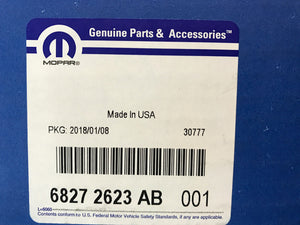 Genuine Parts & Accessories™
MOPAR®
Made In USA
PKG: 2018/01/08 30777
6827 2623 AB 001
L=6060
Contents conform to U.S. Federal Motor Vehicle Safety Standards, if any are applicable.